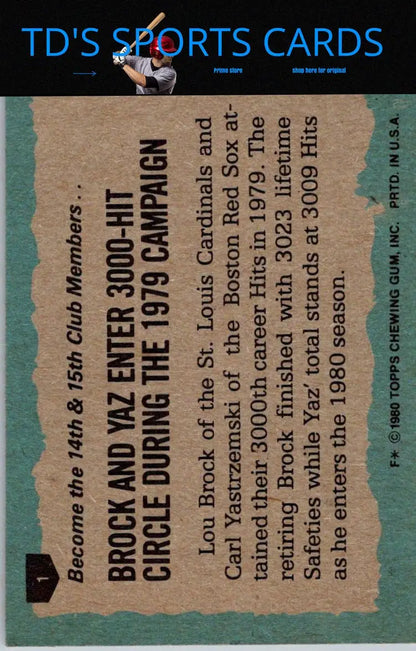 TD'S SPORTS CARDS
Prime store
shop here for original
1
Become the 14th & 15th Club Members . .
BROCK AND YAZ ENTER 3000-HIT
CIRCLE DURING THE 1979 CAMPAIGN
Lou Brock of the St. Louis Cardinals and
Carl Yastrzemski of the Boston Red Sox at-
tained their 3000th career Hits in 1979. The
retiring Brock finished with 3023 lifetime
Safeties while Yaz' total stands at 3009 Hits
as he enters the 1980 season.
F* ©1980 TOPPS CHEWING GUM, INC. PRTD. IN U.S.A.